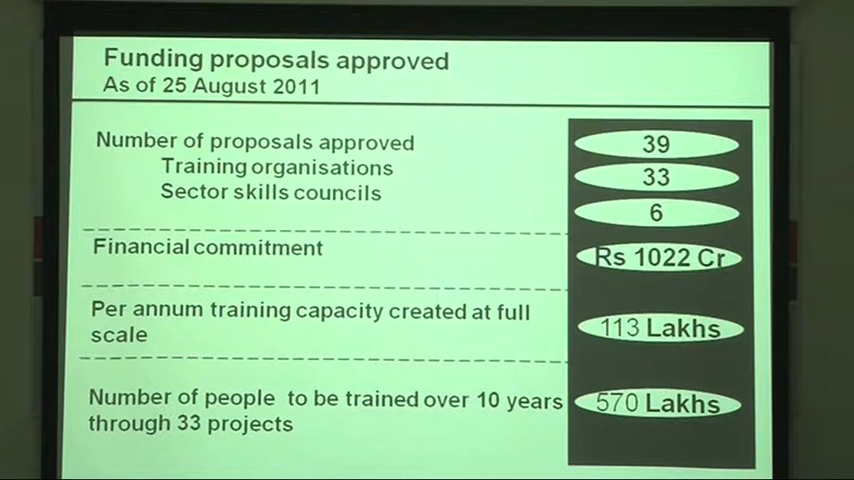 Funding proposals approved
As of 25 August 2011
Number of proposals approved 39
Training organisations 33
Sector skills councils 6
Financial commitment Rs 1022 Cr
Per annum training capacity created at full
scale 113 Lakhs
Number of people to be trained over 10 years 570 Lakhs
through 33 projects